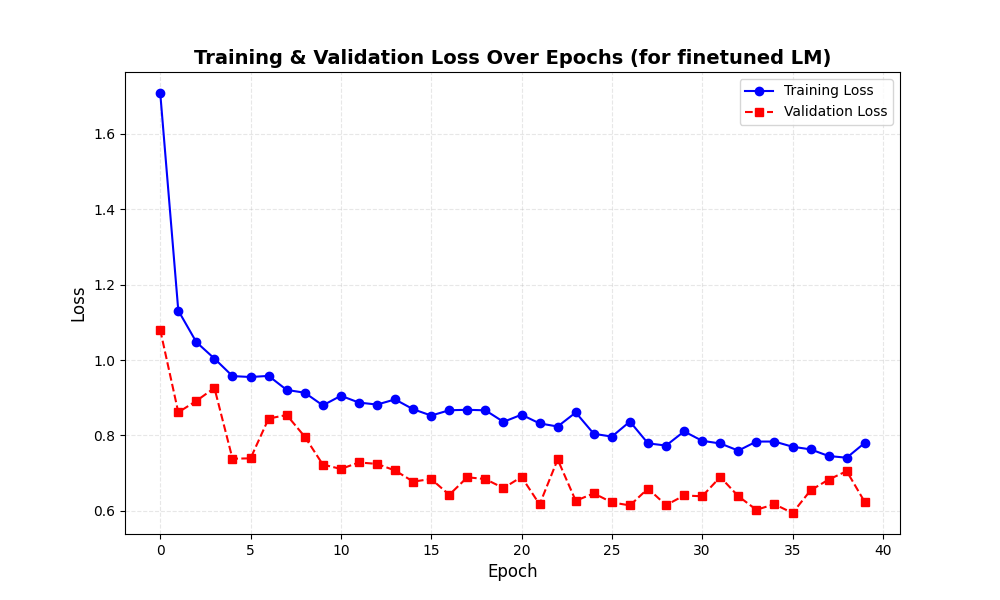 Training & Validation Loss Over Epochs (for finetuned LM)
Training Loss
Validation Loss
Loss
1.6
1.4
1.2
1.0
0.8
0.6
0 5 10 15 20 25 30 35 40
Epoch